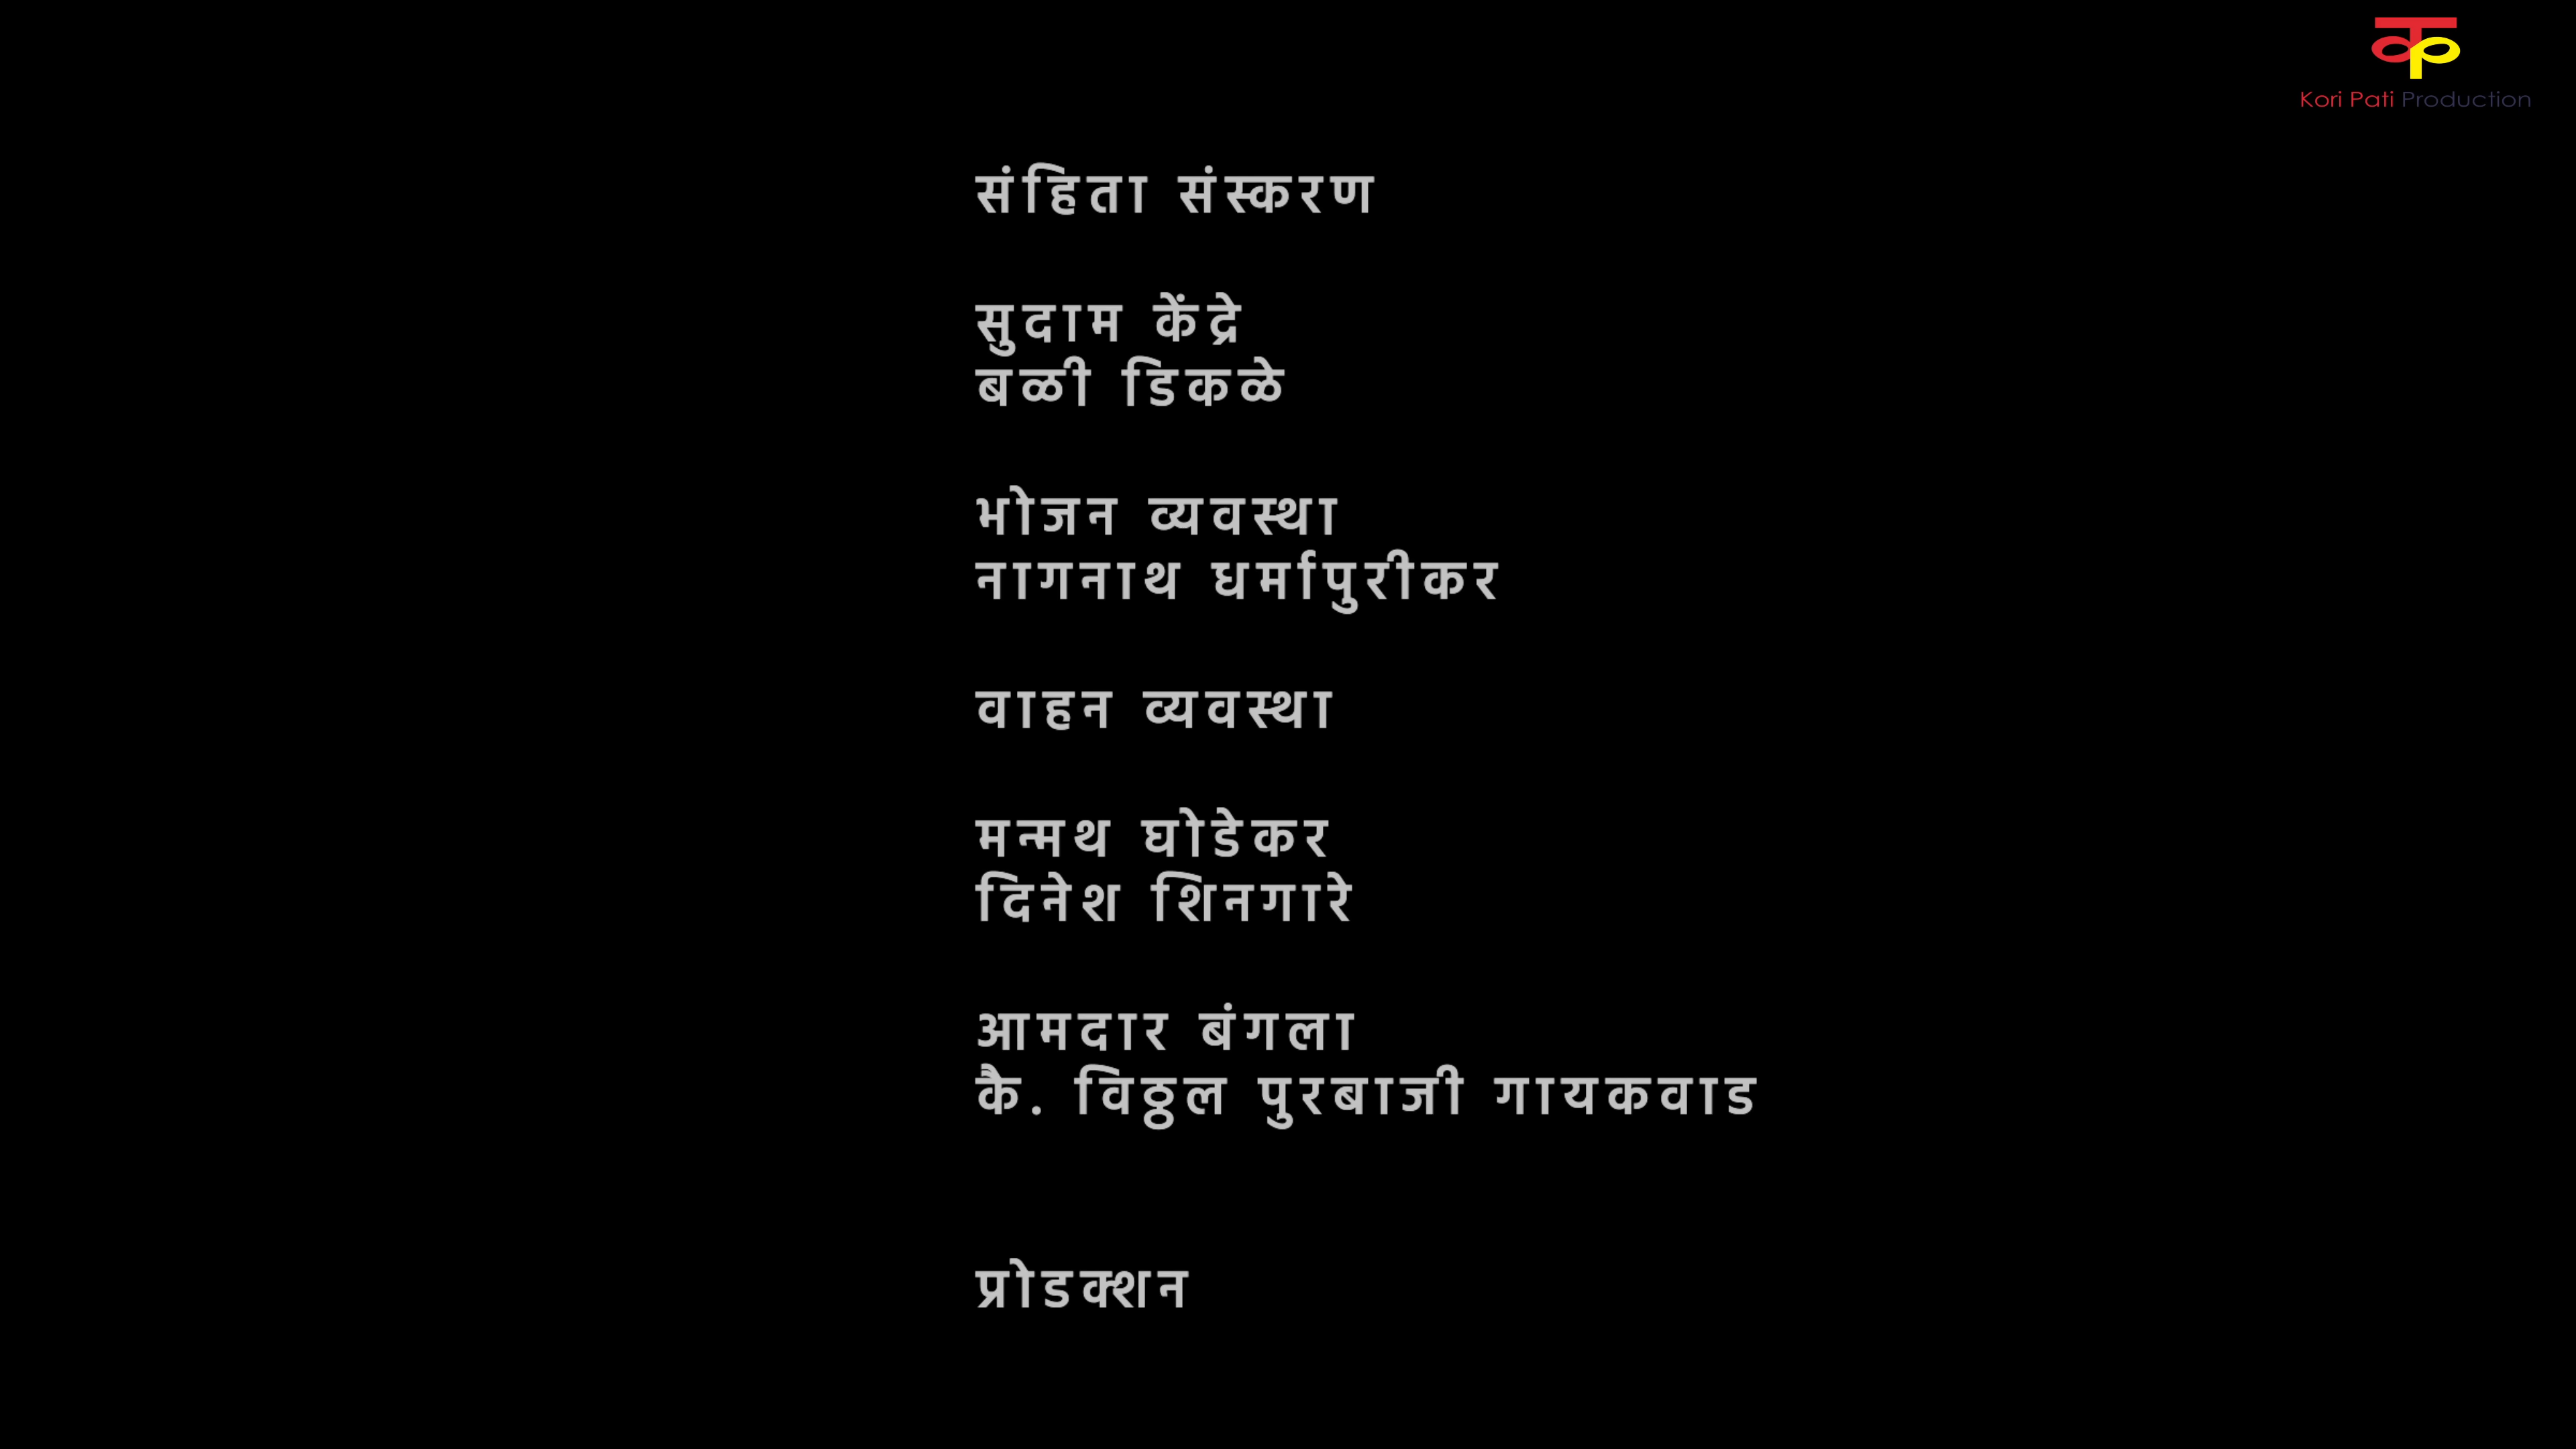 Kori Pati Production
संहिता संस्करण
सुदाम केंद्रे
बळी डिकळे
भोजन व्यवस्था
नागनाथ धर्मापुरीकर
वाहन व्यवस्था
मन्मथ घोडेकर
दिनेश शिनगारे
आमदार बंगला
कै. विठ्ठल पुरबाजी गायकवाड
प्रोडक्शन